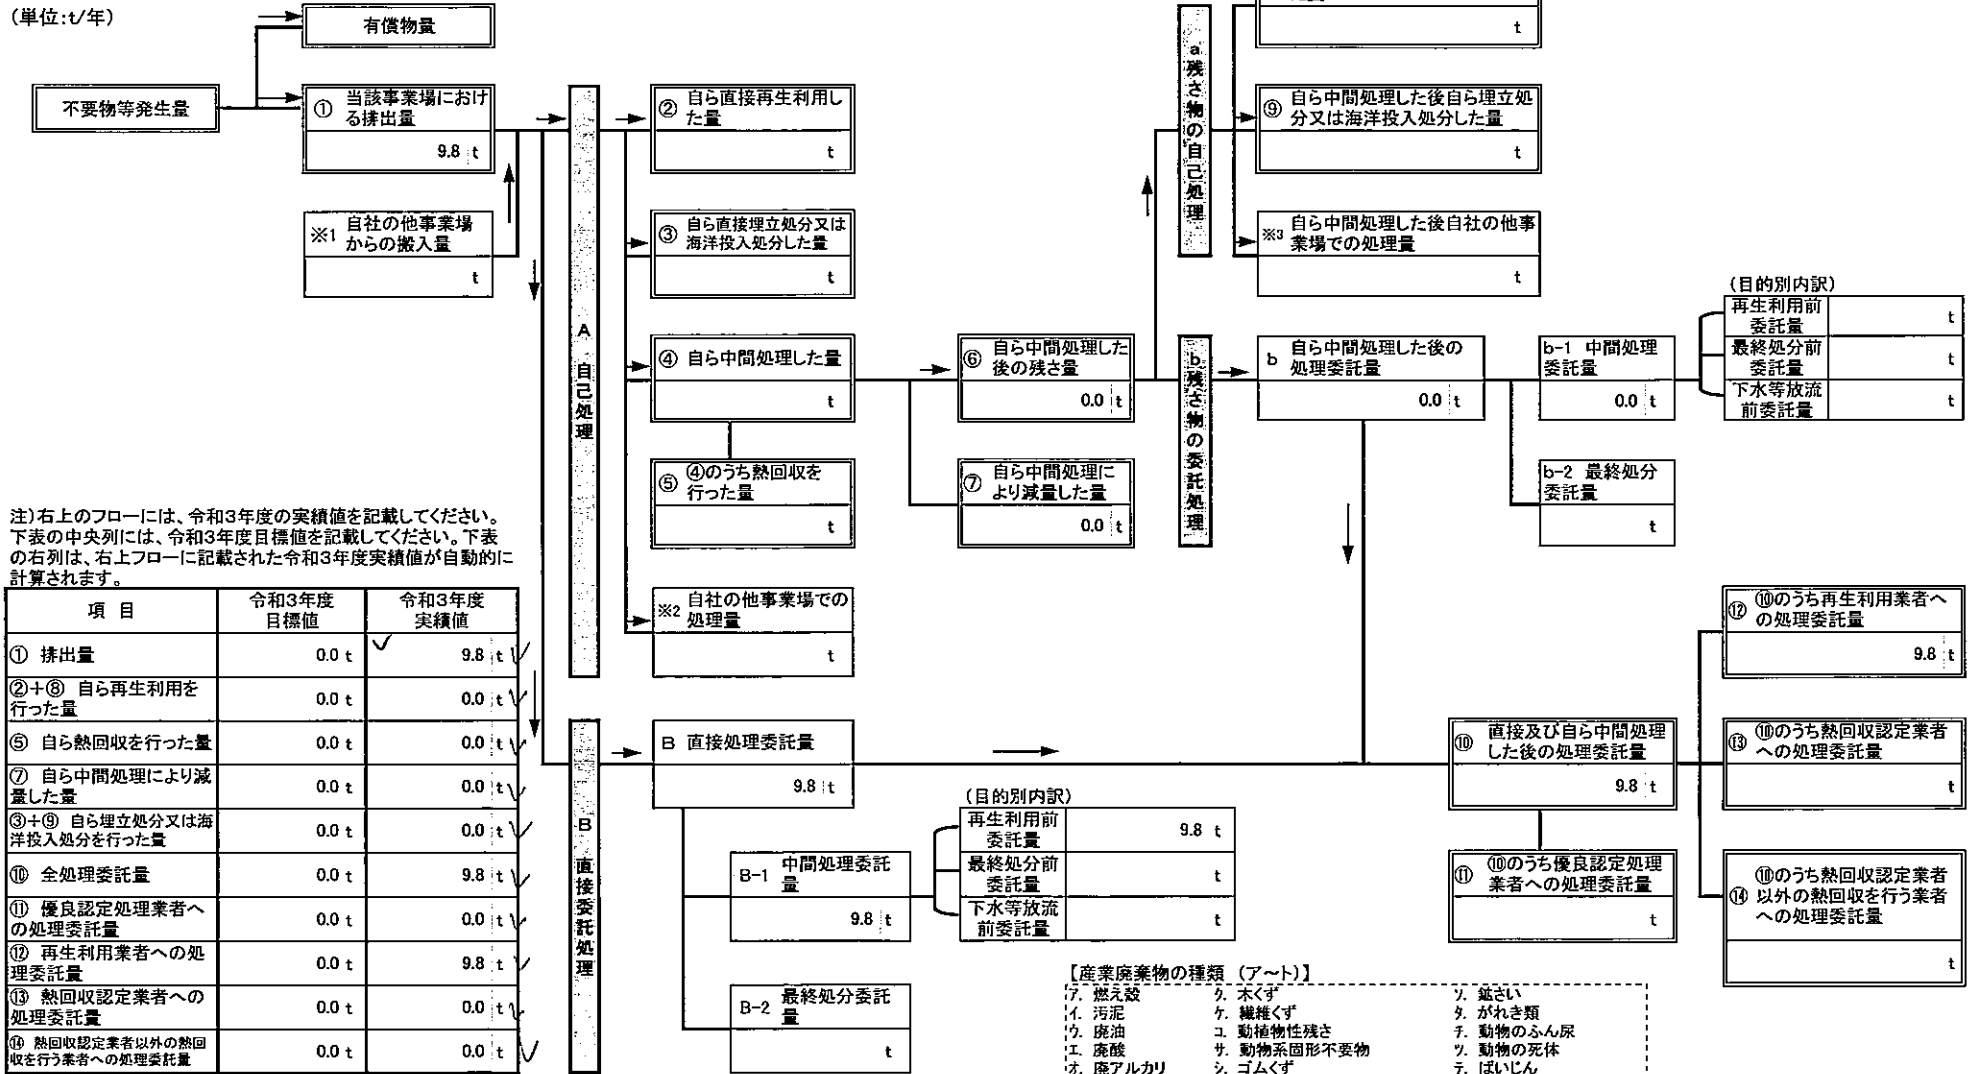 (単位:t/年)
有償物量
不要物等発生量
① 当該事業場におけ
る排出量
9.8 t
※1 自社の他事業場
からの搬入量
t
A 自己処理
② 自ら直接再生利用し
た量
t
③ 自ら直接埋立処分又は
海洋投入処分した量
t
④ 自ら中間処理した量
t
⑤ ④のうち熱回収を
行った量
t
※2 自社の他事業場での
処理量
t
⑥ 自ら中間処理した
後の残さ量
0.0 t
⑦ 自ら中間処理に
より減量した量
0.0 t
a 残さ物の自己処理
t
⑨ 自ら中間処理した後自ら埋立処
分又は海洋投入処分した量
t
※3 自ら中間処理した後自社の他事
業場での処理量
t
b 残さ物の委託処理
b 自ら中間処理した後の
処理委託量
0.0 t
b-1 中間処理
委託量
0.0 t
b-2 最終処分
委託量
t
(目的別内訳)
再生利用前
委託量
t
最終処分前
委託量
t
下水等放流
前委託量
t
注)右上のフローには、令和3年度の実績値を記載してください。
下表の中央列には、令和3年度目標値を記載してください。下表
の右列は、右上フローに記載された令和3年度実績値が自動的に
計算されます。
項 目 令和3年度
目標値 令和3年度
実績値
① 排出量 0.0 t 9.8 t
②+⑧ 自ら再生利用を
行った量 0.0 t 0.0 t
⑤ 自ら熱回収を行った量 0.0 t 0.0 t
⑦ 自ら中間処理により減
量した量 0.0 t 0.0 t
③+⑨ 自ら埋立処分又は海
洋投入処分を行った量 0.0 t 0.0 t
⑩ 全処理委託量 0.0 t 9.8 t
⑪ 優良認定処理業者へ
の処理委託量 0.0 t 0.0 t
⑫ 再生利用業者への処
理委託量 0.0 t 9.8 t
⑬ 熱回収認定業者への
処理委託量 0.0 t 0.0 t
⑭ 熱回収認定業者以外の熱回
収を行う業者への処理委託量 0.0 t 0.0 t
B 直接委託処理
B 直接処理委託量
9.8 t
B-1 中間処理委託
量
9.8 t
B-2 最終処分委託
量
t
(目的別内訳)
再生利用前
委託量
9.8 t
最終処分前
委託量
t
下水等放流
前委託量
t
⑩ 直接及び自ら中間処理
した後の処理委託量
9.8 t
⑪ ⑩のうち優良認定処理
業者への処理委託量
t
⑫ ⑩のうち再生利用業者へ
の処理委託量
9.8 t
⑬ ⑩のうち熱回収認定業者
への処理委託量
t
⑭ ⑩のうち熱回収認定業者
以外の熱回収を行う業者
への処理委託量
t
【産業廃棄物の種類 (ア〜ト)】
ア. 燃え殻 ク. 木くず ソ. 鉱さい
イ. 汚泥 ケ. 繊維くず タ. がれき類
ウ. 廃油 コ. 動植物性残さ チ. 動物のふん尿
エ. 廃酸 サ. 動物系固形不要物 ツ. 動物の死体
オ. 廃アルカリ シ. ゴムくず テ. ばいじん